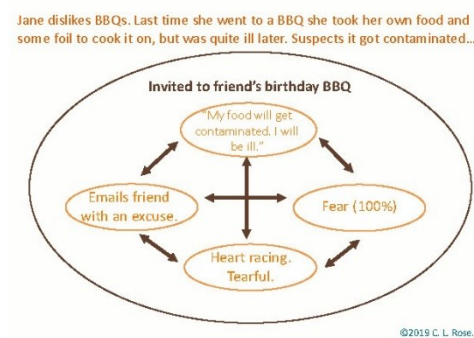 Jane dislikes BBQs. Last time she went to a BBQ she took her own food and
some foil to cook it on, but was quite ill later. Suspects it got contaminated...
Invited to friend's birthday BBQ
"My food will get
contaminated. I will
be ill."
Emails friend
with an excuse.
Fear (100%)
Heart racing.
Tearful.
©2019 C. L. Rose.